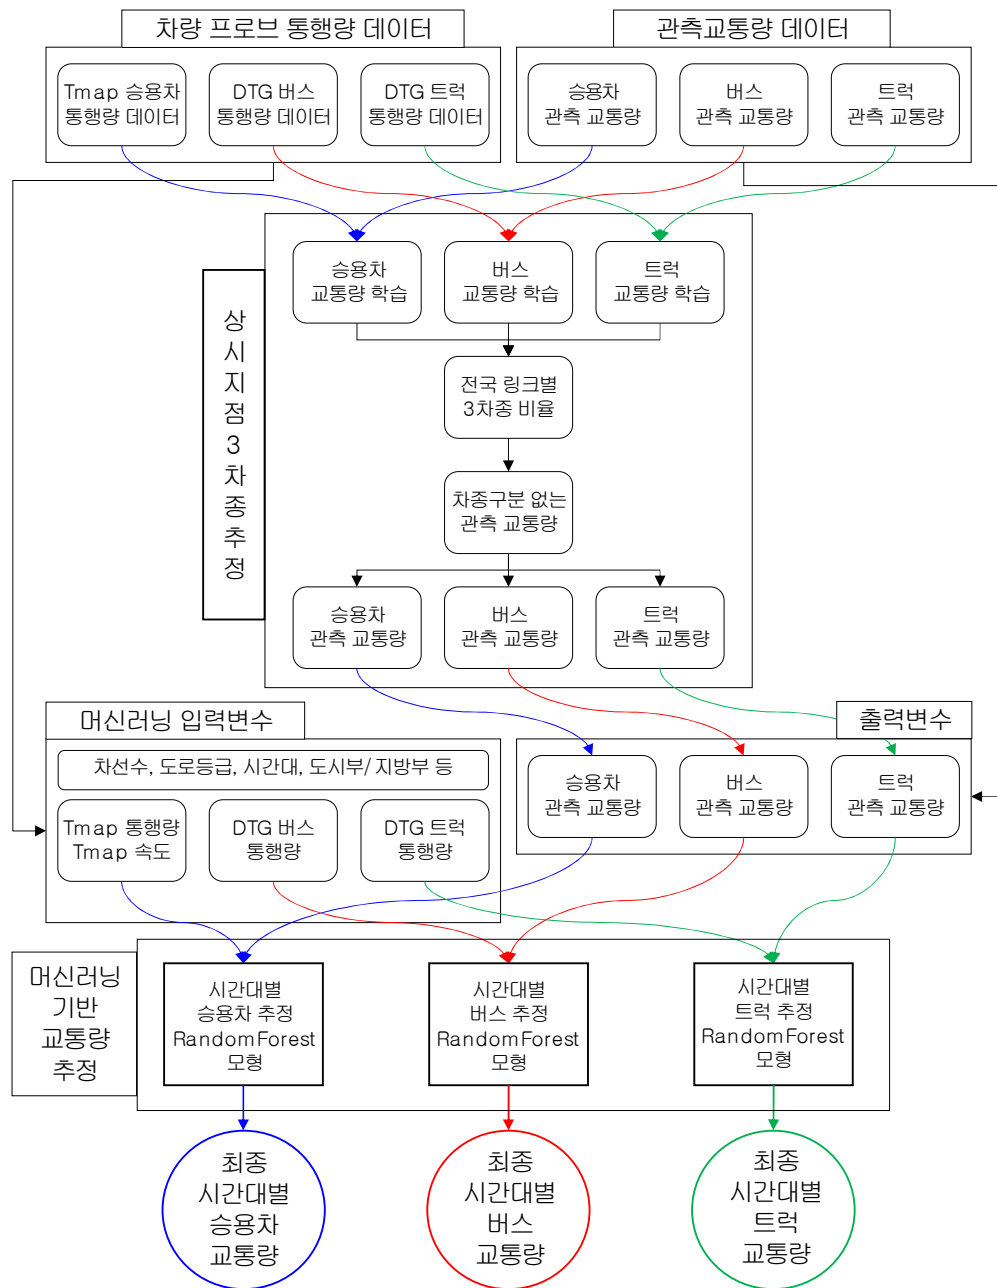 차량 프로브 통행량 데이터
관측교통량 데이터
Tmap 승용차
통행량 데이터
DTG 버스
통행량 데이터
DTG 트럭
통행량 데이터
승용차
관측 교통량
버스
관측 교통량
트럭
관측 교통량
상
시
지
점
3
차
종
추
정
승용차
교통량 학습
버스
교통량 학습
트럭
교통량 학습
전국 링크별
3차종 비율
차종구분 없는
관측 교통량
승용차
관측 교통량
버스
관측 교통량
트럭
관측 교통량
머신러닝 입력변수
차선수, 도로등급, 시간대, 도시부/지방부 등
Tmap 통행량
Tmap 속도
DTG 버스
통행량
DTG 트럭
통행량
출력변수
승용차
관측 교통량
버스
관측 교통량
트럭
관측 교통량
머신러닝
기반
교통량
추정
시간대별
승용차 추정
RandomForest
모형
시간대별
버스 추정
RandomForest
모형
시간대별
트럭 추정
RandomForest
모형
최종
시간대별
승용차
교통량
최종
시간대별
버스
교통량
최종
시간대별
트럭
교통량